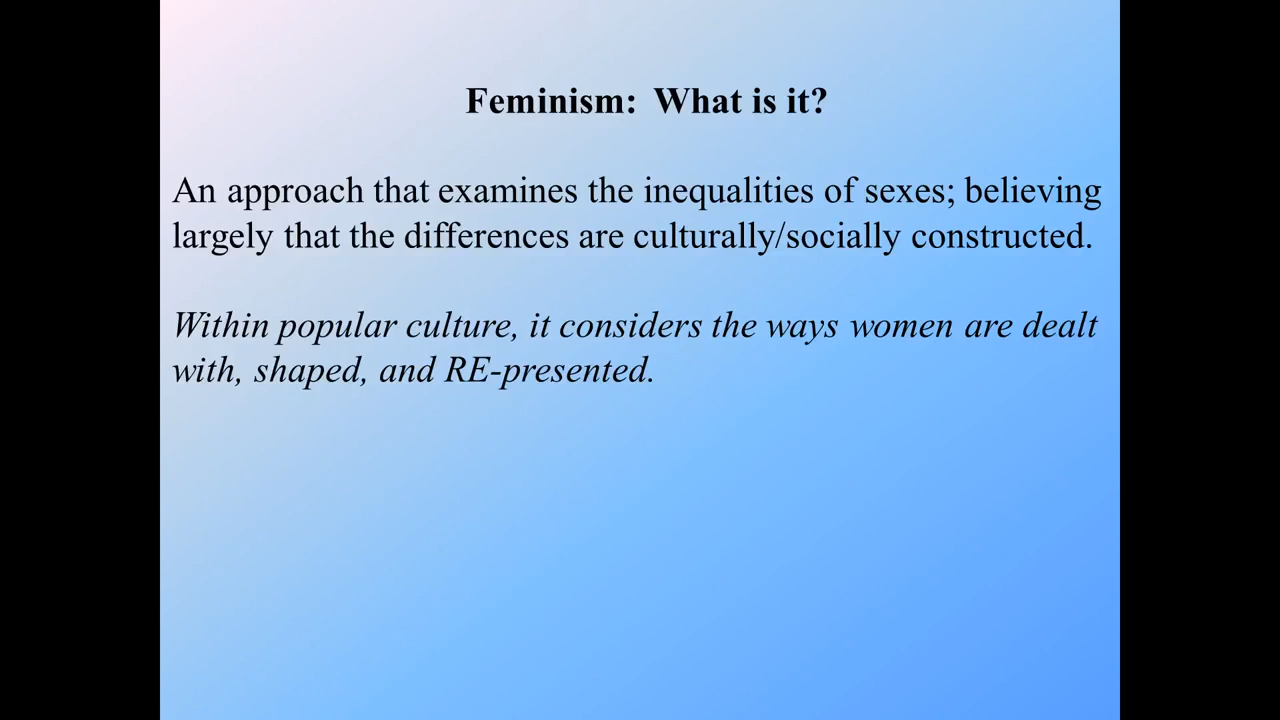 Feminism:  What is it?
An approach that examines the inequalities of sexes; believing
largely that the differences are culturally/socially constructed.
Within popular culture, it considers the ways women are dealt
with, shaped, and RE-presented.